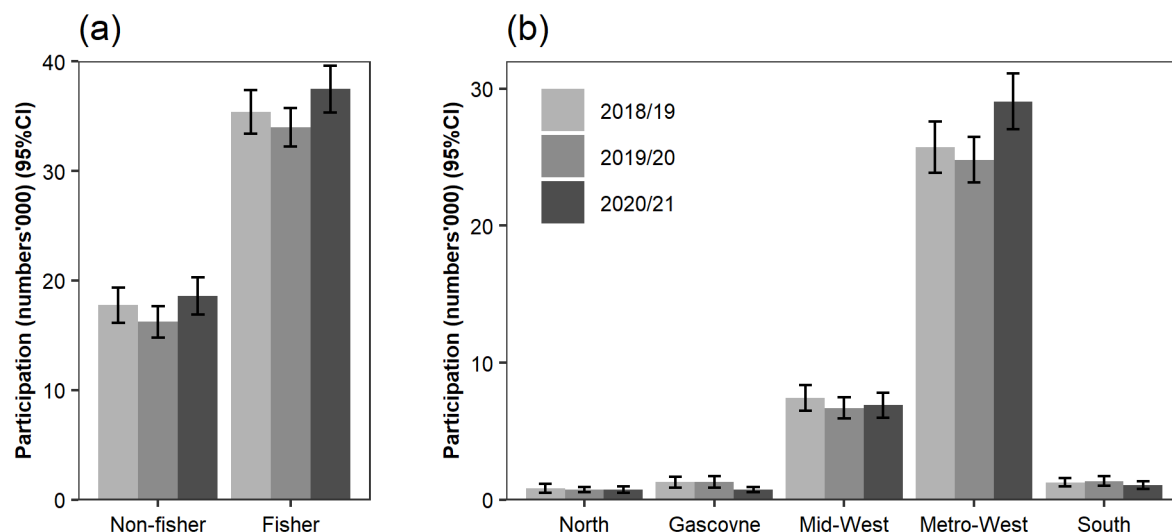 (a)
Participation (numbers'000) (95%CI)
40
30
20
10
0
Non-fisher Fisher
(b)
Participation (numbers'000) (95%CI)
30
20
10
0
2018/19
2019/20
2020/21
North Gascoyne Mid-West Metro-West South